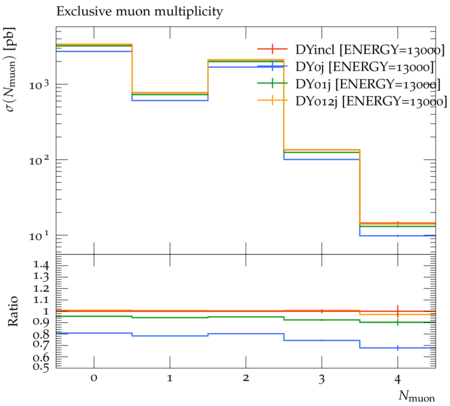 Exclusive muon multiplicity
σ(Nmuon) [pb]
DYincl [ENERGY=13000]
DY0j [ENERGY=13000]
DY01j [ENERGY=13000]
DY012j [ENERGY=13000]
10^3
10^2
10^1
Ratio
1.4
1.3
1.2
1.1
1
0.9
0.8
0.7
0.6
0.5
0 1 2 3 4
Nmuon